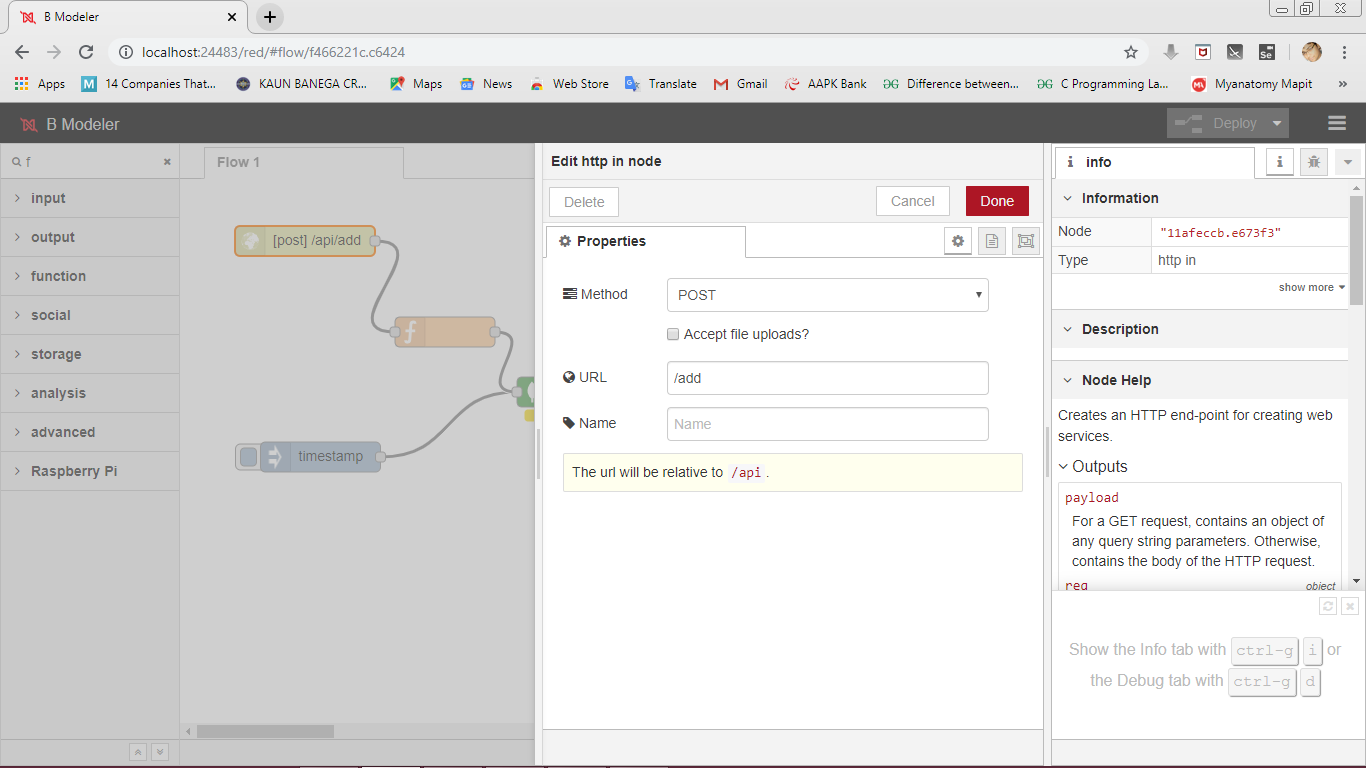 B Modeler
localhost:24483/red/#flow/f466221c.c6424
Apps 14 Companies That... KAUN BANEGA CR... Maps News Web Store Translate Gmail AAPK Bank Difference between... C Programming La... Myanatomy Mapit »
B Modeler Deploy
f
input
output
function
social
storage
analysis
advanced
Raspberry Pi
Flow 1
[post] /api/add
timestamp
Edit http in node
Delete Cancel Done
Properties
Method POST
Accept file uploads?
URL /add
Name Name
The url will be relative to /api .
info
Information
Node "11afeccb.e673f3"
Type http in
show more
Description
Node Help
Creates an HTTP end-point for creating web
services.
Outputs
payload
For a GET request, contains an object of
any query string parameters. Otherwise,
contains the body of the HTTP request.
req object
Show the Info tab with ctrl-g i or
the Debug tab with ctrl-g d